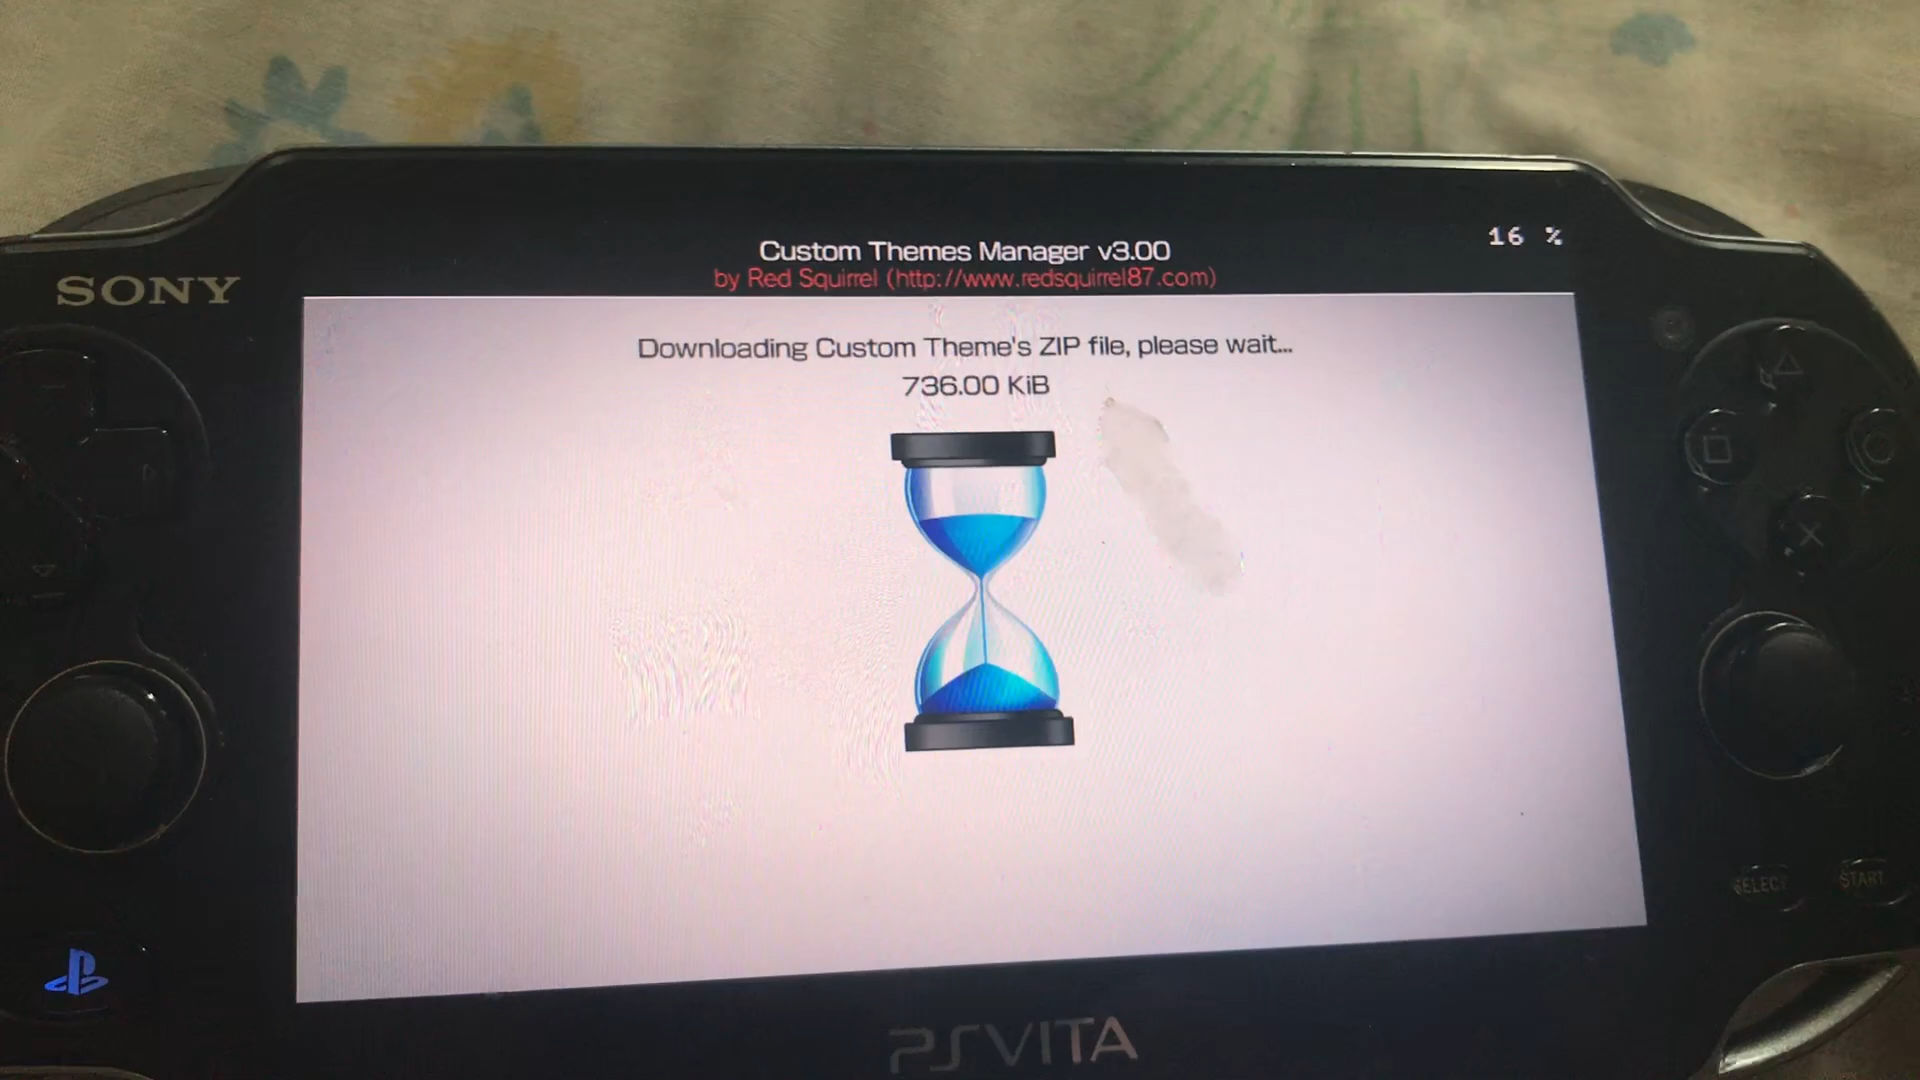 16 %
Custom Themes Manager v3.00
by Red Squirrel (http://www.redsquirrel87.com)
SONY
Downloading Custom Theme's ZIP file, please wait...
736.00 KiB
SELECT
START
PSVITA